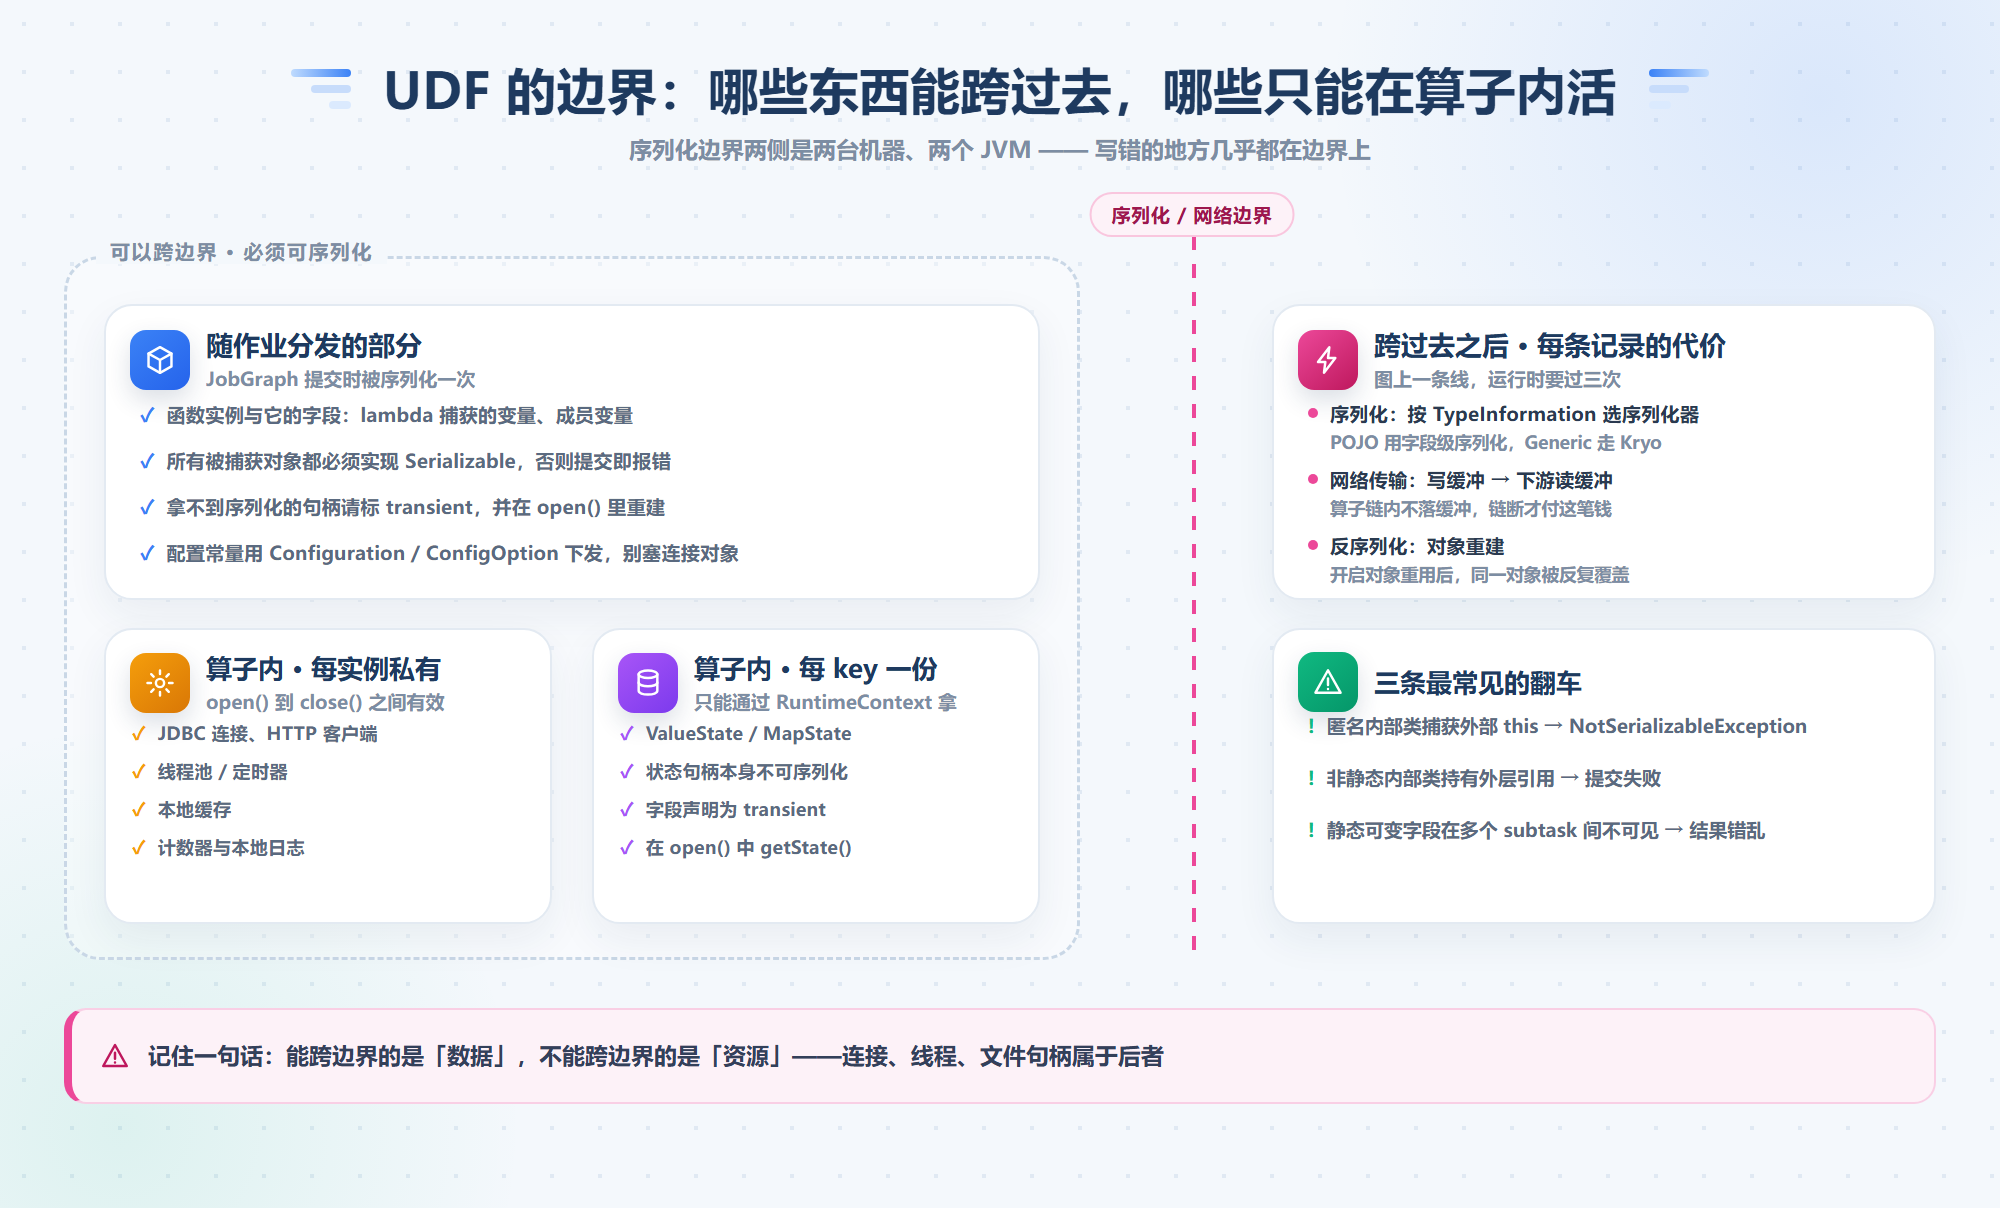 UDF 的边界：哪些东西能跨过去，哪些只能在算子内活
序列化边界两侧是两台机器、两个 JVM —— 写错的地方几乎都在边界上
序列化 / 网络边界
可以跨边界 · 必须可序列化
随作业分发的部分
JobGraph 提交时被序列化一次
✓ 函数实例与它的字段：lambda 捕获的变量、成员变量
✓ 所有被捕获对象都必须实现 Serializable，否则提交即报错
✓ 拿不到序列化的句柄请标 transient，并在 open() 里重建
✓ 配置常量用 Configuration / ConfigOption 下发，别塞连接对象
算子内 · 每实例私有
open() 到 close() 之间有效
✓ JDBC 连接、HTTP 客户端
✓ 线程池 / 定时器
✓ 本地缓存
✓ 计数器与本地日志
算子内 · 每 key 一份
只能通过 RuntimeContext 拿
✓ ValueState / MapState
✓ 状态句柄本身不可序列化
✓ 字段声明为 transient
✓ 在 open() 中 getState()
跨过去之后 · 每条记录的代价
图上一条线，运行时要过三次
序列化：按 TypeInformation 选序列化器
POJO 用字段级序列化，Generic 走 Kryo
网络传输：写缓冲 → 下游读缓冲
算子链内不落缓冲，链断才付这笔钱
反序列化：对象重建
开启对象重用后，同一对象被反复覆盖
三条最常见的翻车
! 匿名内部类捕获外部 this → NotSerializableException
! 非静态内部类持有外层引用 → 提交失败
! 静态可变字段在多个 subtask 间不可见 → 结果错乱
记住一句话：能跨边界的是「数据」，不能跨边界的是「资源」——连接、线程、文件句柄属于后者